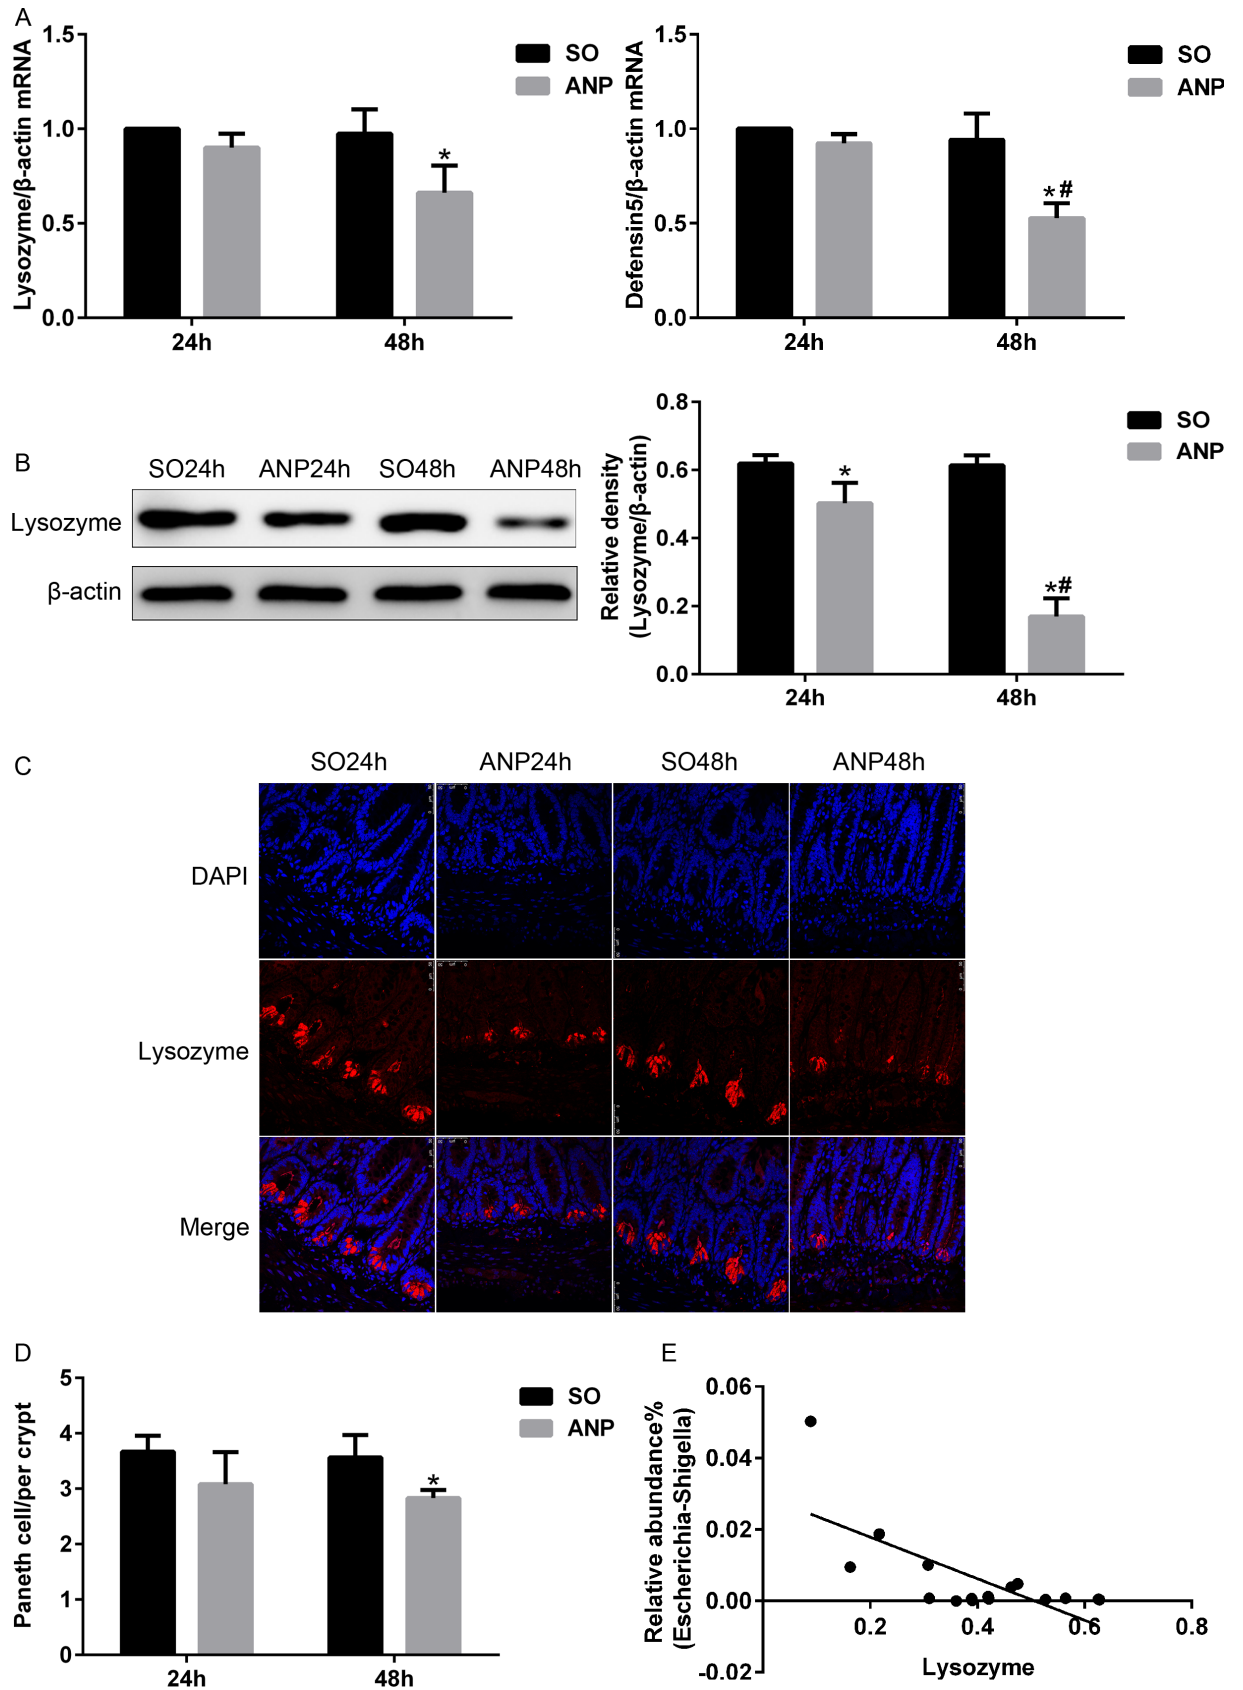 A
Lysozyme/β-actin mRNA
1.5
1.0
0.5
0.0
24h
48h
*
SO
ANP
Defensin5/β-actin mRNA
1.5
1.0
0.5
0.0
24h
48h
*#
SO
ANP
B
SO24h ANP24h SO48h ANP48h
Lysozyme
β-actin
Relative density
(Lysozyme/β-actin)
0.8
0.6
0.4
0.2
0.0
24h
48h
*
*#
SO
ANP
C
SO24h ANP24h SO48h ANP48h
DAPI
Lysozyme
Merge
D
Paneth cell/per crypt
5
4
3
2
1
0
24h
48h
*
SO
ANP
E
Relative abundance%
(Escherichia-Shigella)
0.06
0.04
0.02
0.00
-0.02
0.2 0.4 0.6 0.8
Lysozyme